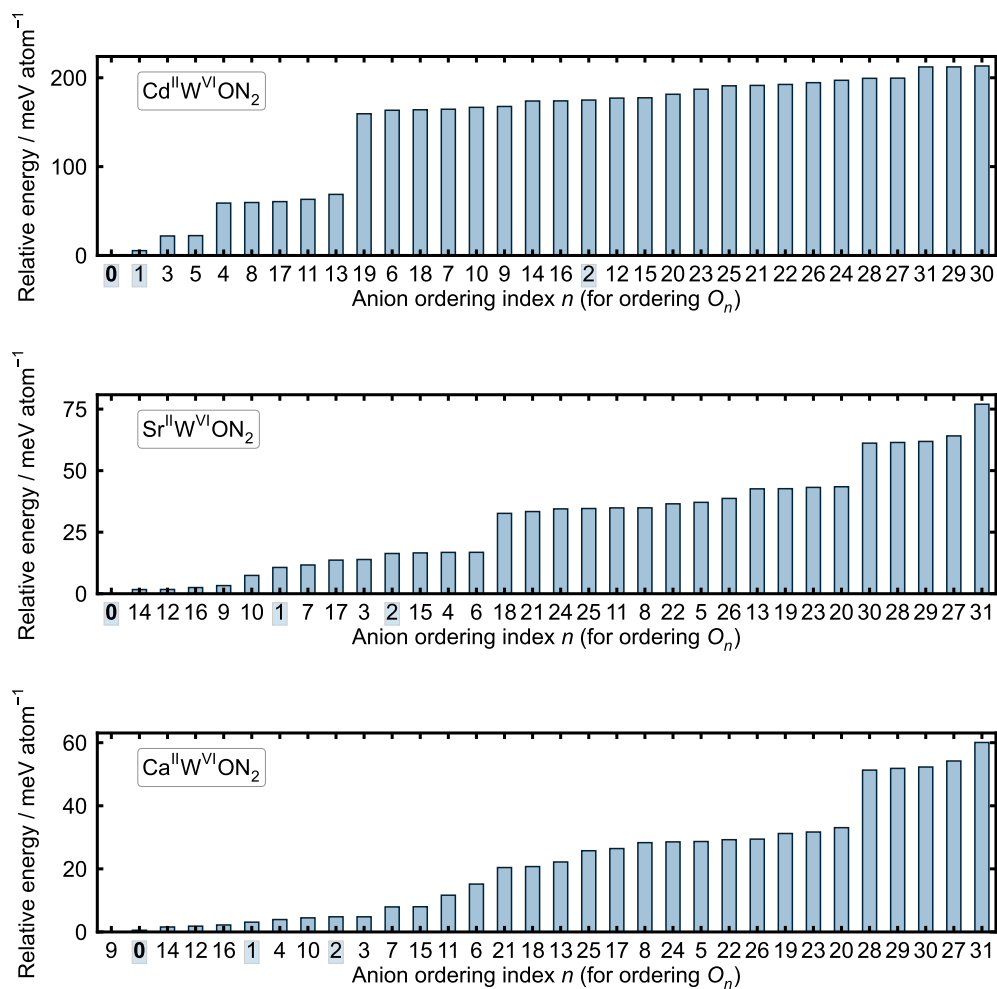 Relative energy / meV atom⁻¹
200
100
0
Cd^II W^VI ON₂
0 1 3 5 4 8 17 11 13 19 6 18 7 10 9 14 16 2 12 15 20 23 25 21 22 26 24 28 27 31 29 30
Anion ordering index n (for ordering Oₙ)
Relative energy / meV atom⁻¹
75
50
25
0
Sr^II W^VI ON₂
0 14 12 16 9 10 1 7 17 3 2 15 4 6 18 21 24 25 11 8 22 5 26 13 19 23 20 30 28 29 27 31
Anion ordering index n (for ordering Oₙ)
Relative energy / meV atom⁻¹
60
40
20
0
Ca^II W^VI ON₂
9 0 14 12 16 1 4 10 2 3 7 15 11 6 21 18 13 25 17 8 24 5 22 26 19 23 20 28 29 30 27 31
Anion ordering index n (for ordering Oₙ)